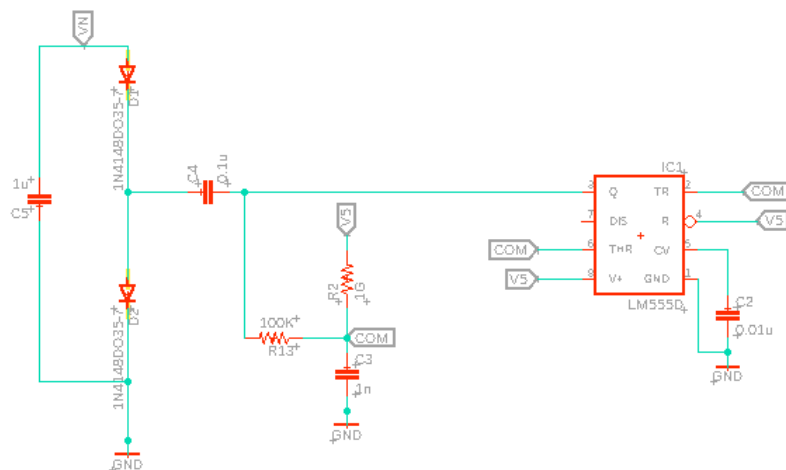 VN
D1
1N4148DO35-7
1u
C5
C4
0.1u
D2
1N4148DO35-7
GND
V5
R2
1G
100K
R13
COM
C3
1n
GND
IC1
3
Q
TR
2
COM
7
DIS
R
4
V5
COM
6
THR
CV
5
V5
8
V+
GND
1
LM555D
C2
0.01u
GND